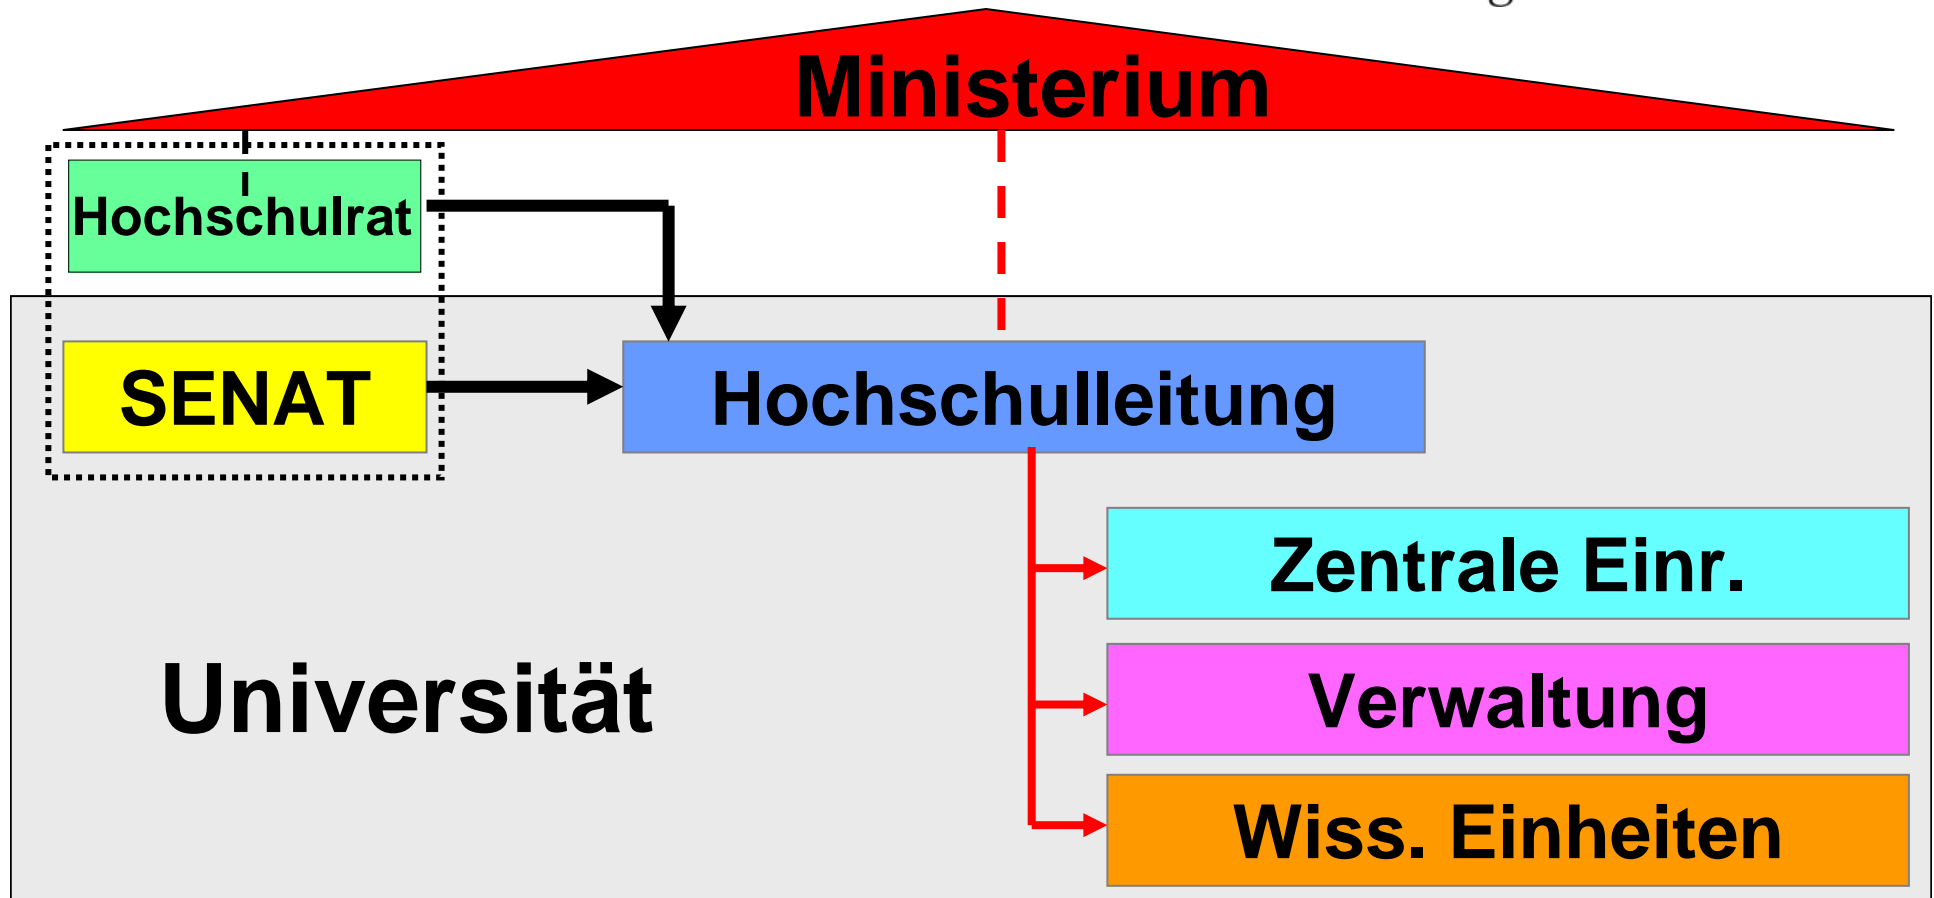 Ministerium
Hochschulrat
SENAT
Hochschulleitung
Zentrale Einr.
Universität
Verwaltung
Wiss. Einheiten